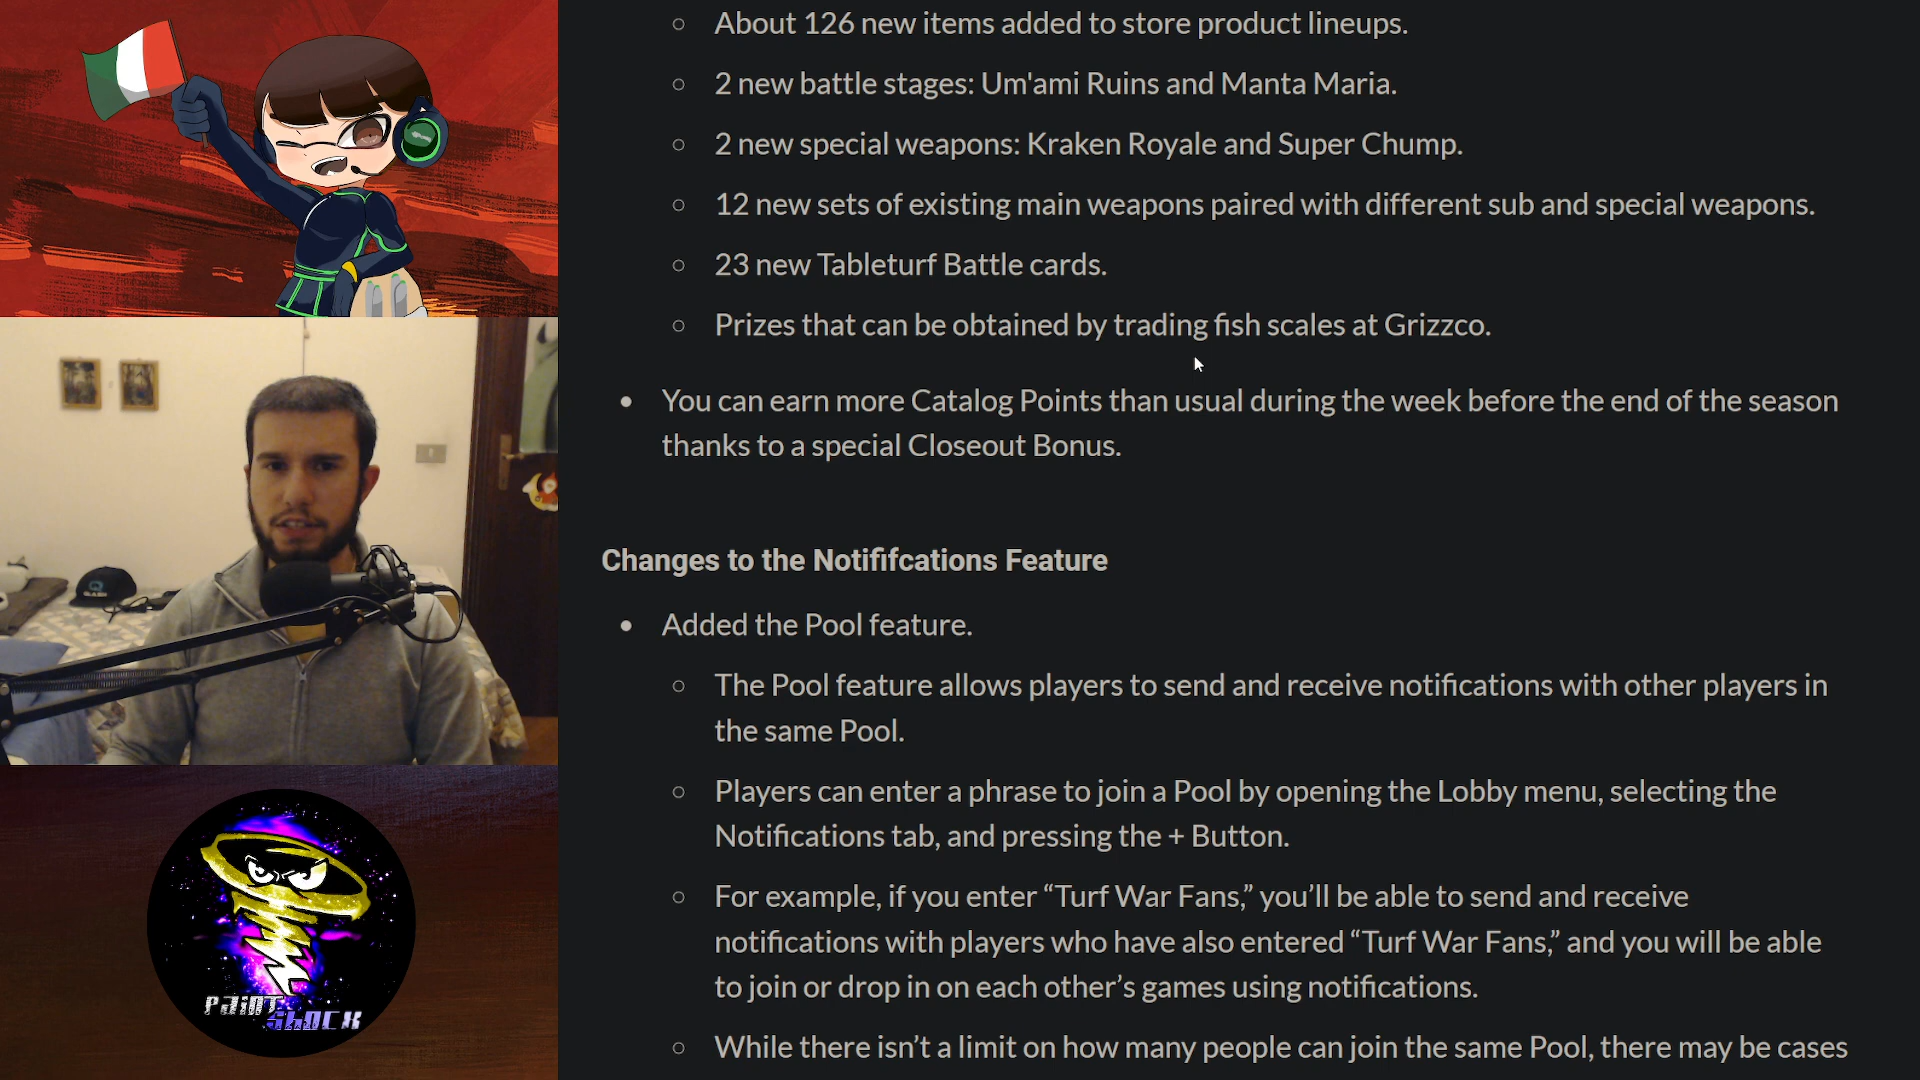 About 126 new items added to store product lineups.
2 new battle stages: Um'ami Ruins and Manta Maria.
2 new special weapons: Kraken Royale and Super Chump.
12 new sets of existing main weapons paired with different sub and special weapons.
23 new Tableturf Battle cards.
Prizes that can be obtained by trading fish scales at Grizzco.
You can earn more Catalog Points than usual during the week before the end of the season
thanks to a special Closeout Bonus.
Changes to the Notififcations Feature
Added the Pool feature.
The Pool feature allows players to send and receive notifications with other players in
the same Pool.
Players can enter a phrase to join a Pool by opening the Lobby menu, selecting the
Notifications tab, and pressing the + Button.
For example, if you enter “Turf War Fans,” you’ll be able to send and receive
notifications with players who have also entered “Turf War Fans,” and you will be able
to join or drop in on each other’s games using notifications.
While there isn’t a limit on how many people can join the same Pool, there may be cases
PAINT
SHOCK